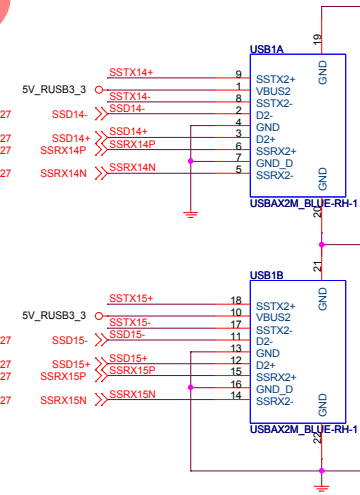 19
USB1A
GND
SSTX14+ 9 SSTX2+
5V_RUSB3_3 1 VBUS2
SSTX14- 8 SSTX2-
27 SSD14- SSD14- 2 D2-
4 GND
27 SSD14+ SSD14+ 3 D2+
27 SSRX14P SSRX14P 6 SSRX2+
7 GND_D
27 SSRX14N SSRX14N 5 SSRX2-
GND
USBAX2M_BLUE-RH-1
20
21
USB1B
GND
SSTX15+ 18 SSTX2+
5V_RUSB3_3 10 VBUS2
SSTX15- 17 SSTX2-
27 SSD15- SSD15- 11 D2-
13 GND
27 SSD15+ SSD15+ 12 D2+
27 SSRX15P SSRX15P 15 SSRX2+
16 GND_D
27 SSRX15N SSRX15N 14 SSRX2-
GND
USBAX2M_BLUE-RH-1
22